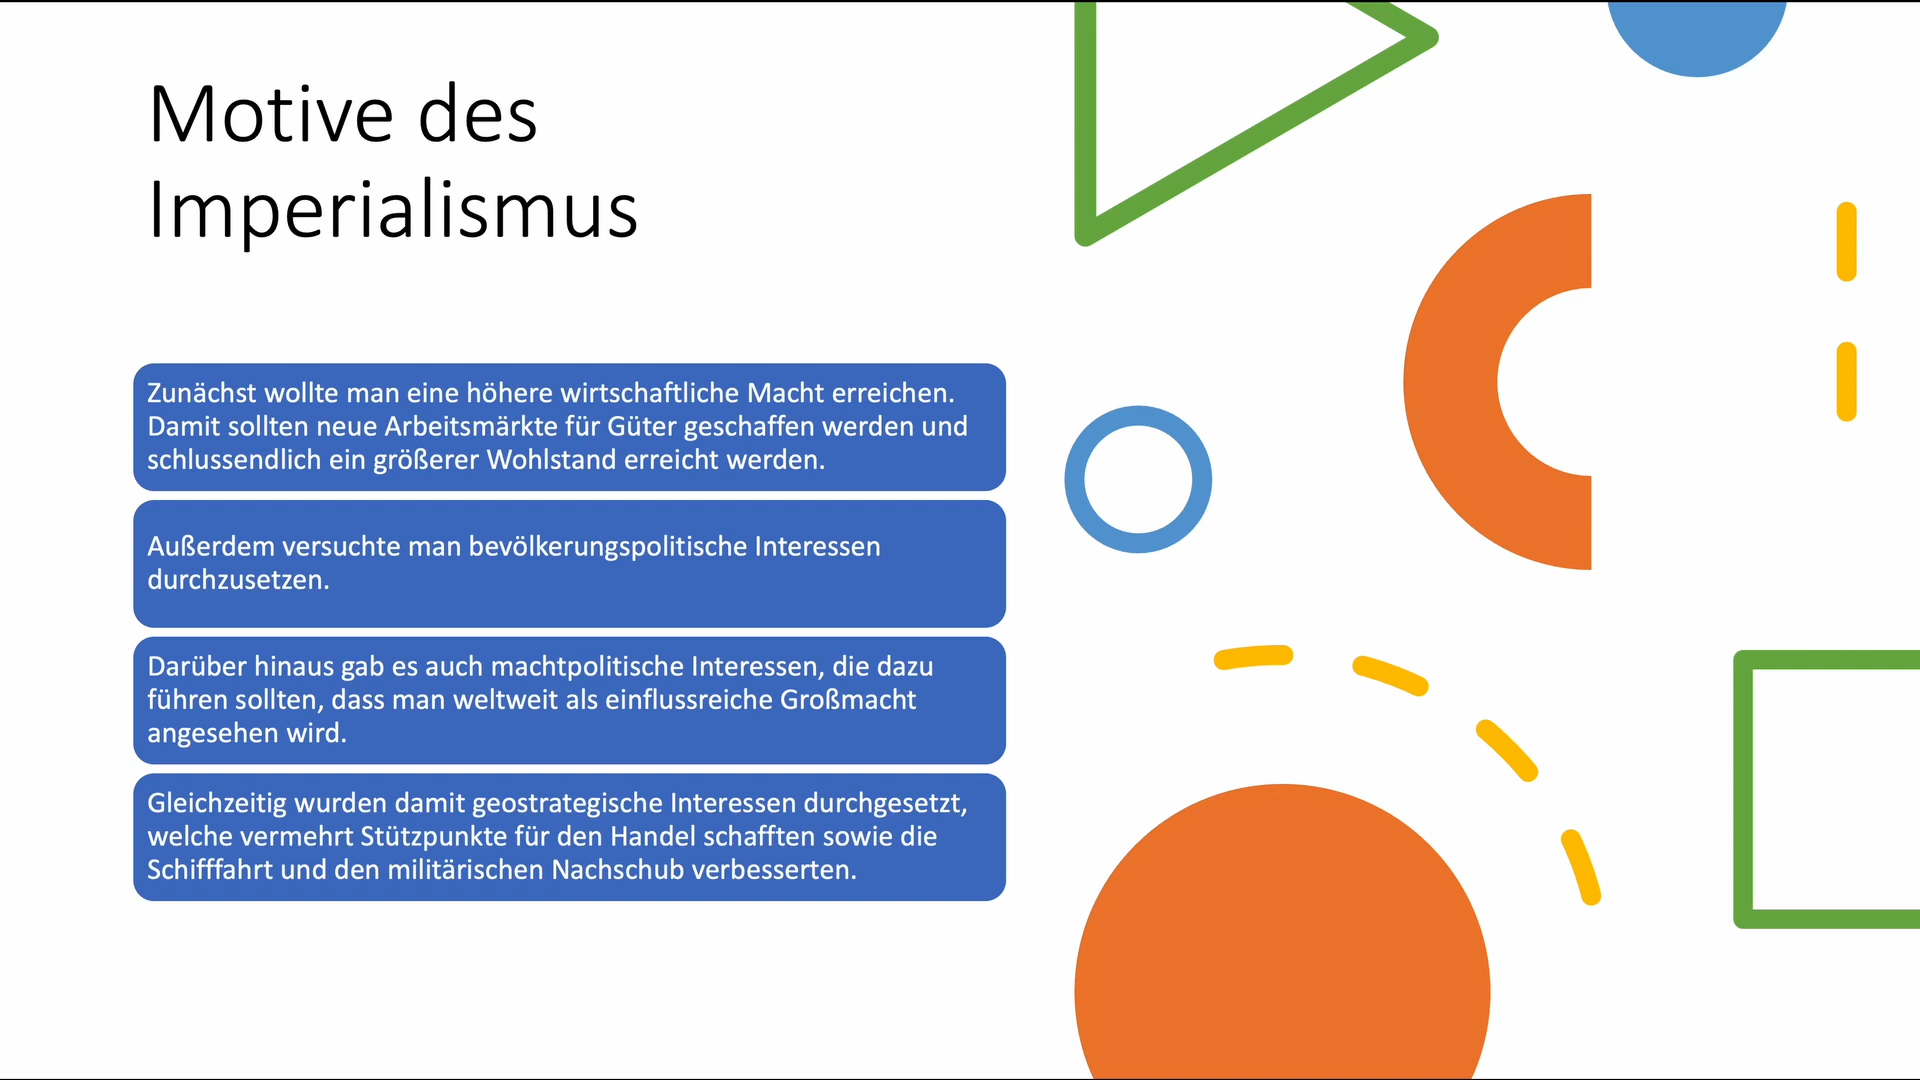 Motive des
Imperialismus
Zunächst wollte man eine höhere wirtschaftliche Macht erreichen.
Damit sollten neue Arbeitsmärkte für Güter geschaffen werden und
schlussendlich ein größerer Wohlstand erreicht werden.
Außerdem versuchte man bevölkerungspolitische Interessen
durchzusetzen.
Darüber hinaus gab es auch machtpolitische Interessen, die dazu
führen sollten, dass man weltweit als einflussreiche Großmacht
angesehen wird.
Gleichzeitig wurden damit geostrategische Interessen durchgesetzt,
welche vermehrt Stützpunkte für den Handel schafften sowie die
Schifffahrt und den militärischen Nachschub verbesserten.